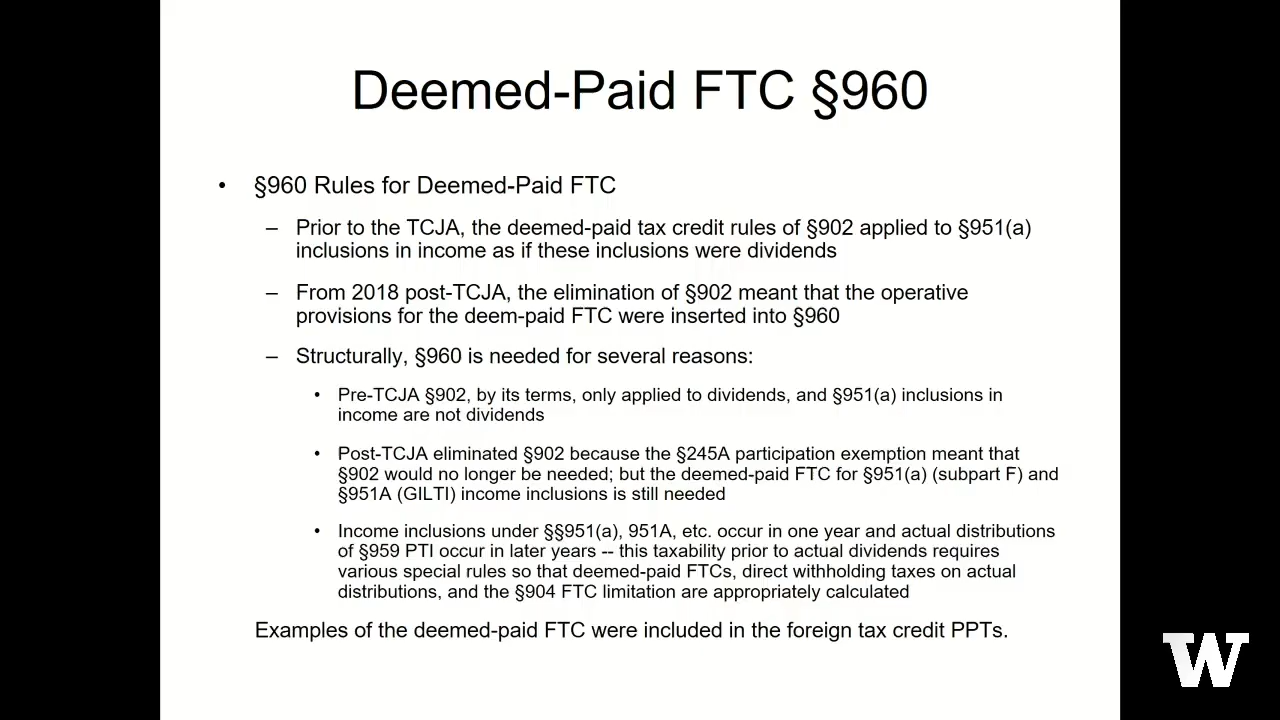 Deemed-Paid FTC §960
• §960 Rules for Deemed-Paid FTC
– Prior to the TCJA, the deemed-paid tax credit rules of §902 applied to §951(a)
inclusions in income as if these inclusions were dividends
– From 2018 post-TCJA, the elimination of §902 meant that the operative
provisions for the deem-paid FTC were inserted into §960
– Structurally, §960 is needed for several reasons:
• Pre-TCJA §902, by its terms, only applied to dividends, and §951(a) inclusions in
income are not dividends
• Post-TCJA eliminated §902 because the §245A participation exemption meant that
§902 would no longer be needed; but the deemed-paid FTC for §951(a) (subpart F) and
§951A (GILTI) income inclusions is still needed
• Income inclusions under §§951(a), 951A, etc. occur in one year and actual distributions
of §959 PTI occur in later years -- this taxability prior to actual dividends requires
various special rules so that deemed-paid FTCs, direct withholding taxes on actual
distributions, and the §904 FTC limitation are appropriately calculated
Examples of the deemed-paid FTC were included in the foreign tax credit PPTs.
W